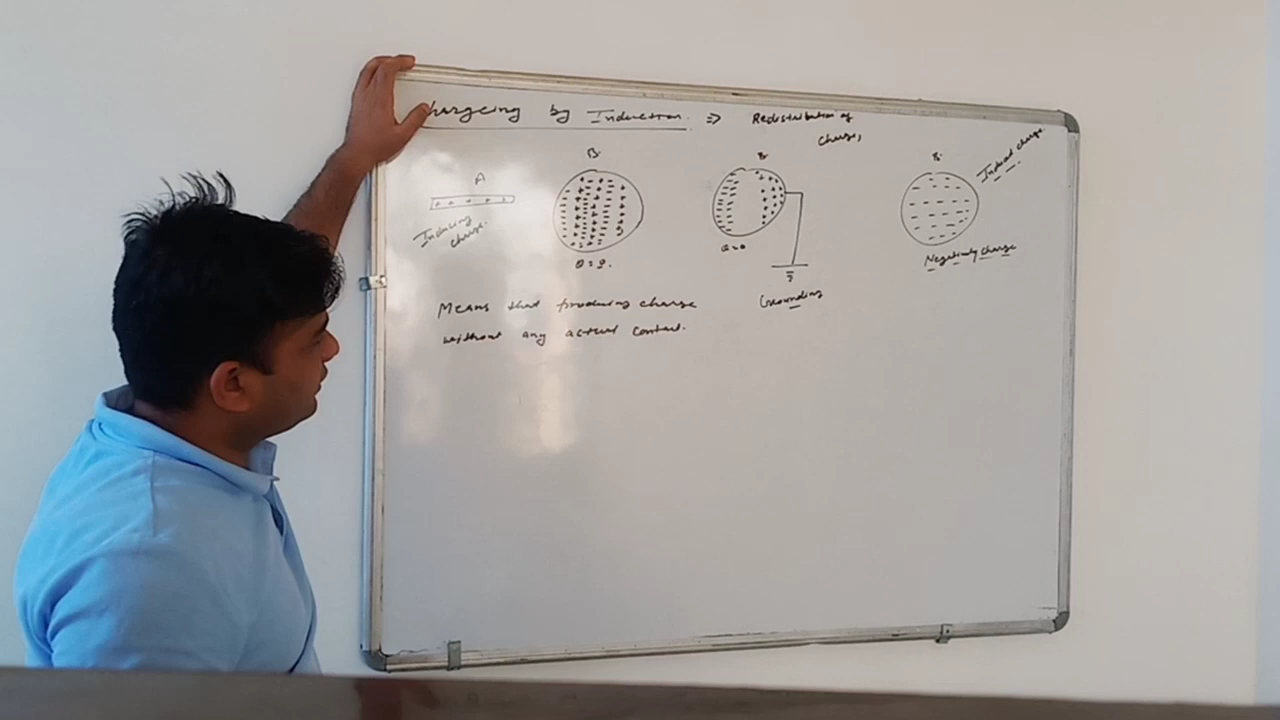 Chargeing by Induction. ⇒ Redistribution of
charge,
A
B.
B.
B.
+ + + + +
Inducing
charge.
Induced charge.
Q = 0.
Q = 0
Negatively charge
Grounding
Means that producing charge
without any actual contact.